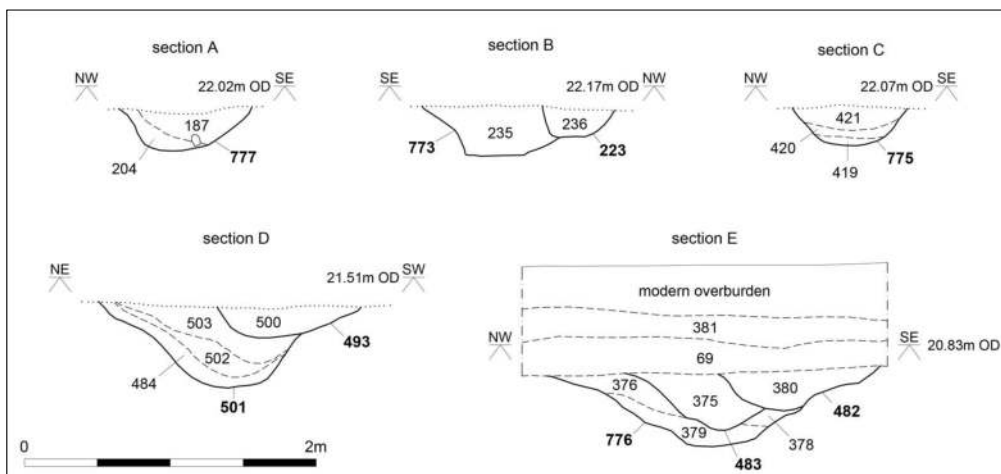 section A
NW
22.02m OD
SE
187
204
777
section B
SE
22.17m OD
NW
235
236
773
223
section C
NW
22.07m OD
SE
421
420
419
775
section D
NE
21.51m OD
SW
503
500
502
484
493
501
section E
modern overburden
381
NW
SE
20.83m OD
69
376
375
380
482
776
379
378
483
0
2m